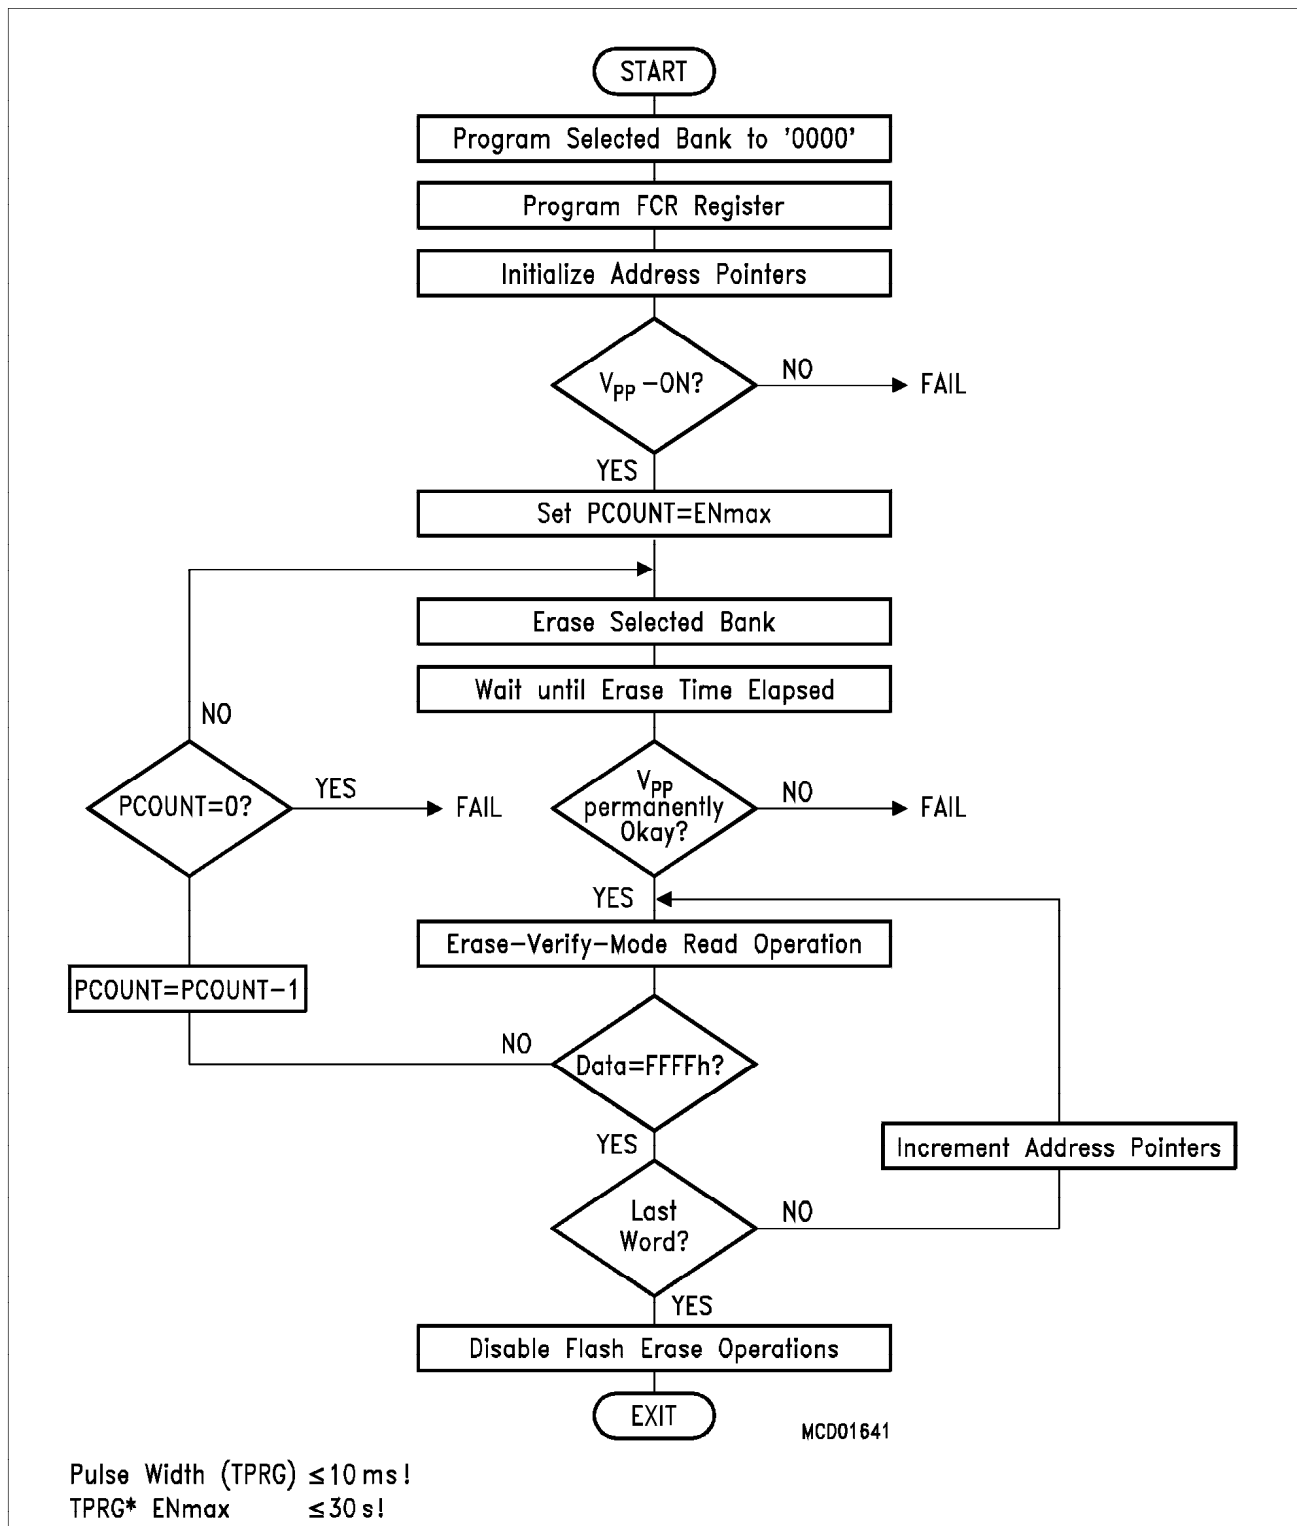 START
Program Selected Bank to '0000'
Program FCR Register
Initialize Address Pointers
VPP-ON?
NO
FAIL
YES
Set PCOUNT=ENmax
Erase Selected Bank
Wait until Erase Time Elapsed
NO
PCOUNT=0?
YES
FAIL
VPP
permanently
Okay?
NO
FAIL
YES
Erase-Verify-Mode Read Operation
PCOUNT=PCOUNT-1
NO
Data=FFFFh?
YES
Increment Address Pointers
Last
Word?
NO
YES
Disable Flash Erase Operations
EXIT
MCD01641
Pulse Width (TPRG) ≤10 ms!
TPRG* ENmax ≤30 s!